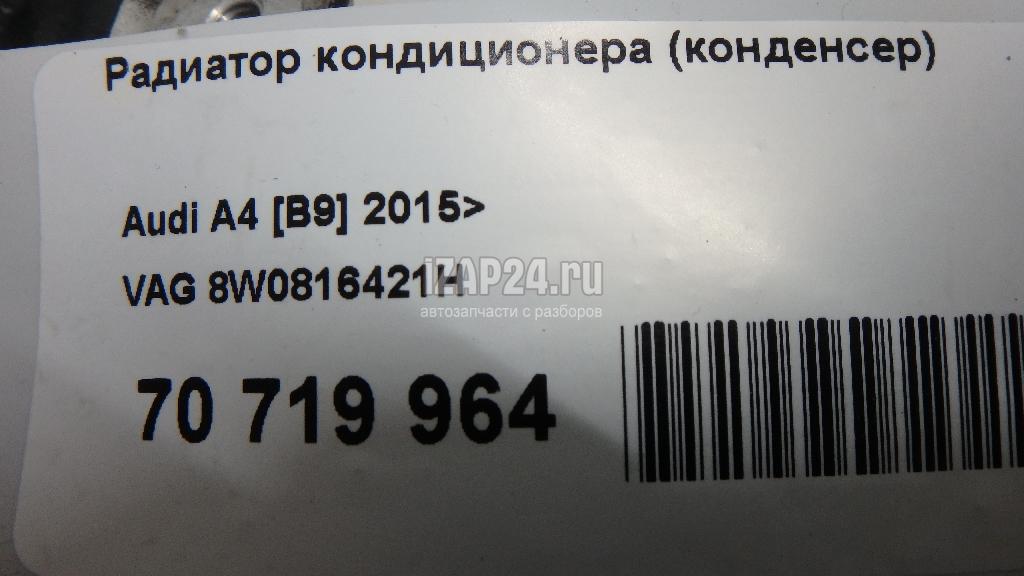 Радиатор кондиционера (конденсер)
Audi A4 [B9] 2015>
VAG 8W0816421H
iZAP24.ru
автозапчасти с разборов
70 719 964